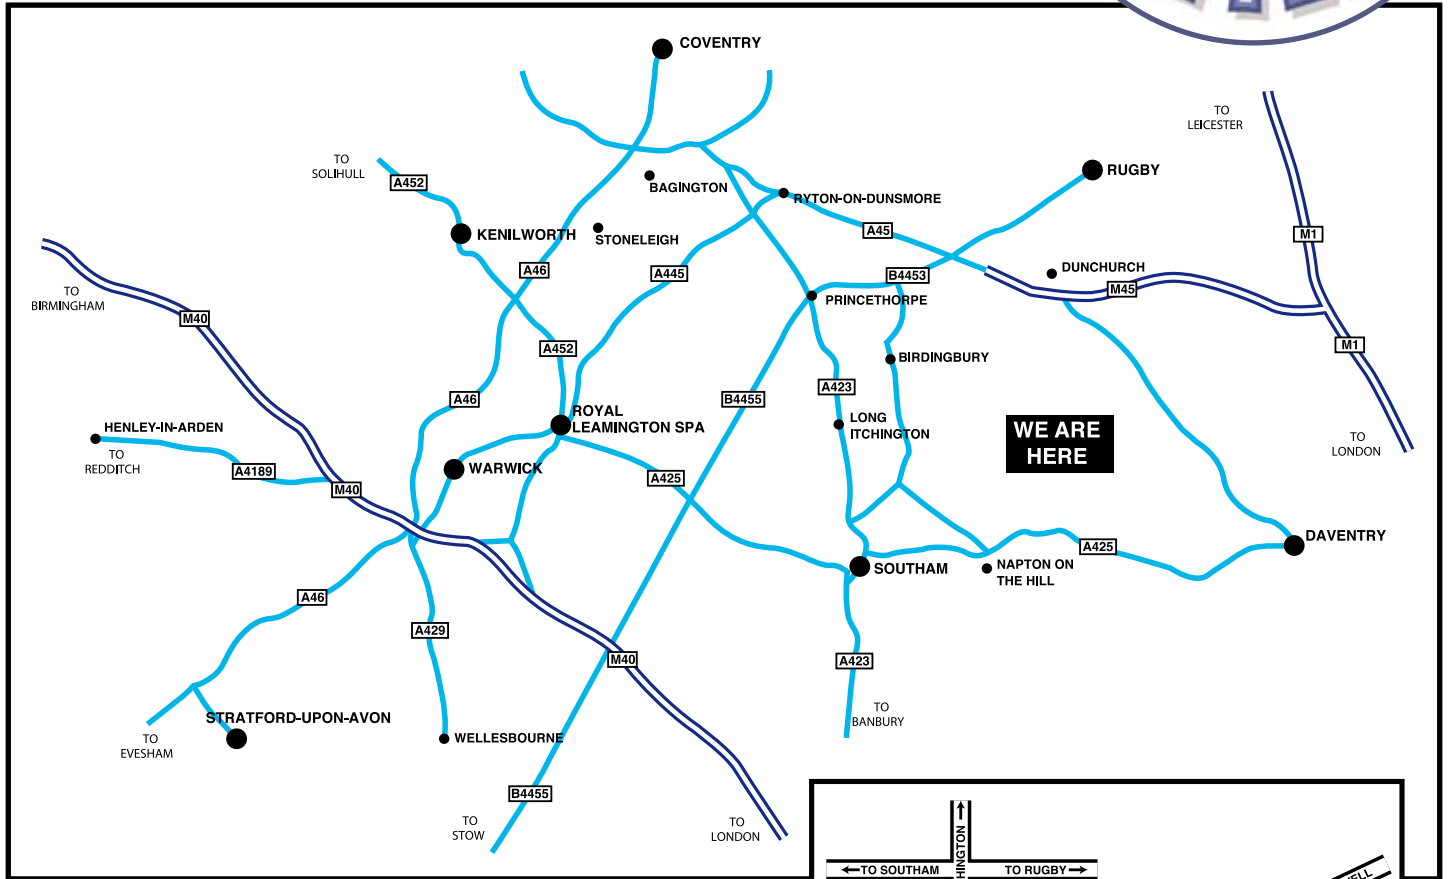 COVENTRY
TO
LEICESTER
TO
SOLIHULL
A452
BAGINGTON
RUGBY
RYTON-ON-DUNSMORE
KENILWORTH
STONELEIGH
A45
M1
A46
A445
B4453
DUNCHURCH
M45
TO
BIRMINGHAM
PRINCETHORPE
M40
A452
BIRDINGBURY
M1
A46
B4455
A423
ROYAL
LEAMINGTON SPA
LONG
ITCHINGTON
WE ARE
HERE
TO
LONDON
HENLEY-IN-ARDEN
TO
REDDITCH
A4189
WARWICK
A425
M40
DAVENTRY
A425
SOUTHAM
NAPTON ON
THE HILL
A46
A429
M40
A423
TO
BANBURY
STRATFORD-UPON-AVON
TO
EVESHAM
WELLESBOURNE
B4455
TO
STOW
TO
LONDON
HINGTON
TO SOUTHAM
TO RUGBY
ELL